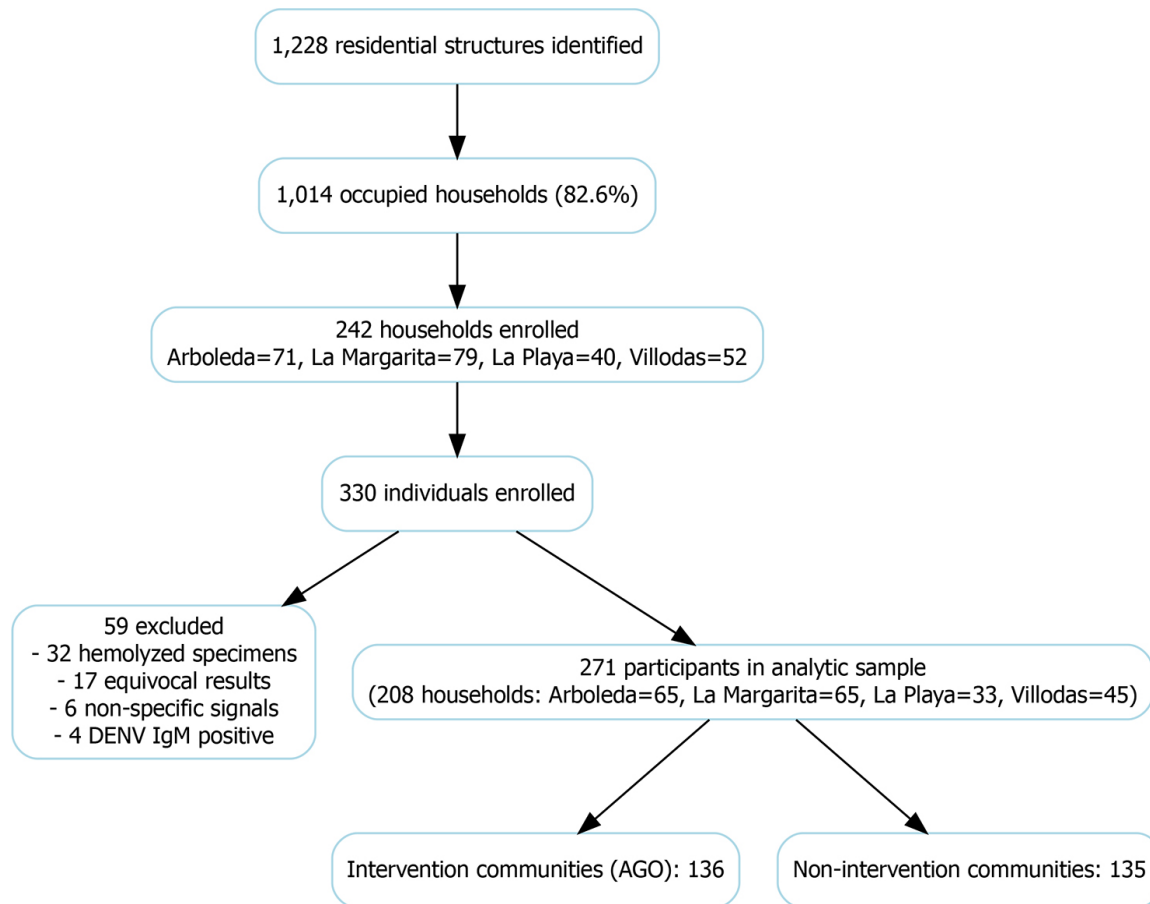 1,228 residential structures identified
1,014 occupied households (82.6%)
242 households enrolled
Arboleda=71, La Margarita=79, La Playa=40, Villodas=52
330 individuals enrolled
59 excluded
- 32 hemolyzed specimens
- 17 equivocal results
- 6 non-specific signals
- 4 DENV IgM positive
271 participants in analytic sample
(208 households: Arboleda=65, La Margarita=65, La Playa=33, Villodas=45)
Intervention communities (AGO): 136
Non-intervention communities: 135